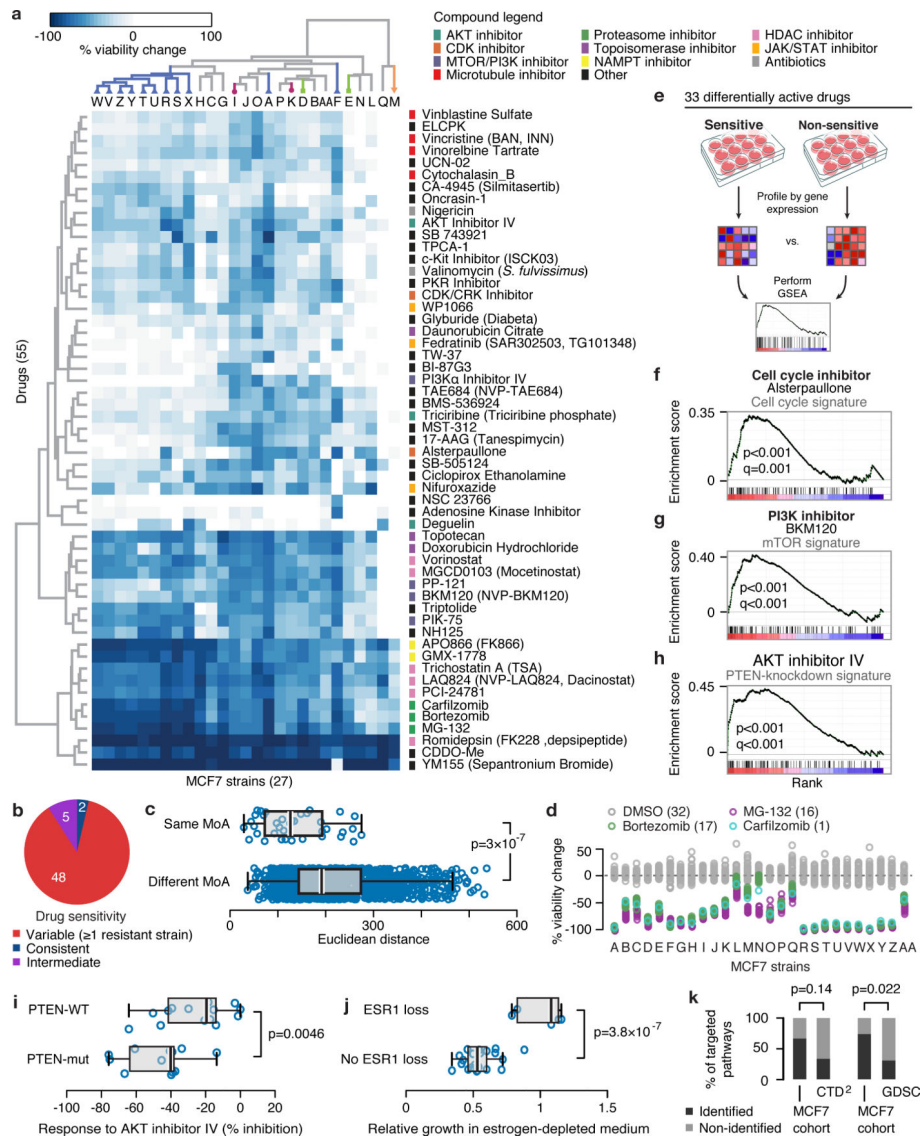 a
-100
0
100
% viability change
Compound legend
AKT inhibitor
CDK inhibitor
MTOR/PI3K inhibitor
Microtubule inhibitor
Proteasome inhibitor
Topoisomerase inhibitor
NAMPT inhibitor
Other
HDAC inhibitor
JAK/STAT inhibitor
Antibiotics
W V Z Y T U R S X H C G I J O A P K D B AA F E N L Q M
Drugs (55)
Vinblastine Sulfate
ELCPK
Vincristine (BAN, INN)
Vinorelbine Tartrate
UCN-02
Cytochalasin_B
CA-4945 (Silmitasertib)
Oncrasin-1
Nigericin
AKT Inhibitor IV
SB 743921
TPCA-1
c-Kit Inhibitor (ISCK03)
Valinomycin (S. fulvissimus)
PKR Inhibitor
CDK/CRK Inhibitor
WP1066
Glyburide (Diabeta)
Daunorubicin Citrate
Fedratinib (SAR302503, TG101348)
TW-37
BI-87G3
PI3Kα Inhibitor IV
TAE684 (NVP-TAE684)
BMS-536924
Triciribine (Triciribine phosphate)
MST-312
17-AAG (Tanespimycin)
Alsterpaullone
SB-505124
Ciclopirox Ethanolamine
Nifuroxazide
NSC 23766
Adenosine Kinase Inhibitor
Deguelin
Topotecan
Doxorubicin Hydrochloride
Vorinostat
MGCD0103 (Mocetinostat)
PP-121
BKM120 (NVP-BKM120)
Triptolide
PIK-75
NH125
APO866 (FK866)
GMX-1778
Trichostatin A (TSA)
LAQ824 (NVP-LAQ824, Dacinostat)
PCI-24781
Carfilzomib
Bortezomib
MG-132
Romidepsin (FK228 ,depsipeptide)
CDDO-Me
YM155 (Sepantronium Bromide)
MCF7 strains (27)
e
33 differentially active drugs
Sensitive
Non-sensitive
Profile by gene
expression
vs.
Perform
GSEA
f
Cell cycle inhibitor
Alsterpaullone
Cell cycle signature
Enrichment score
0.35
0
p<0.001
q=0.001
g
PI3K inhibitor
BKM120
mTOR signature
Enrichment score
0.40
0
p<0.001
q<0.001
h
AKT inhibitor IV
PTEN-knockdown signature
Enrichment score
0.45
0
p<0.001
q<0.001
Rank
b
5
2
48
Drug sensitivity
Variable (≥1 resistant strain)
Consistent
Intermediate
c
Same MoA
Different MoA
p=3×10-7
0
300
600
Euclidean distance
d
DMSO (32)
Bortezomib (17)
MG-132 (16)
Carfilzomib (1)
% viability change
50
0
-50
-100
A B C D E F G H I J K L M N O P Q R S T U V W X Y Z AA
MCF7 strains
i
PTEN-WT
PTEN-mut
p=0.0046
-100 -80 -60 -40 -20 0 20
Response to AKT inhibitor IV (% inhibition)
j
ESR1 loss
No ESR1 loss
p=3.8×10-7
0 0.5 1 1.5
Relative growth in estrogen-depleted medium
k
p=0.14
p=0.022
% of targeted
pathways
100
50
0
CTD2
GDSC
MCF7
cohort
MCF7
cohort
Identified
Non-identified